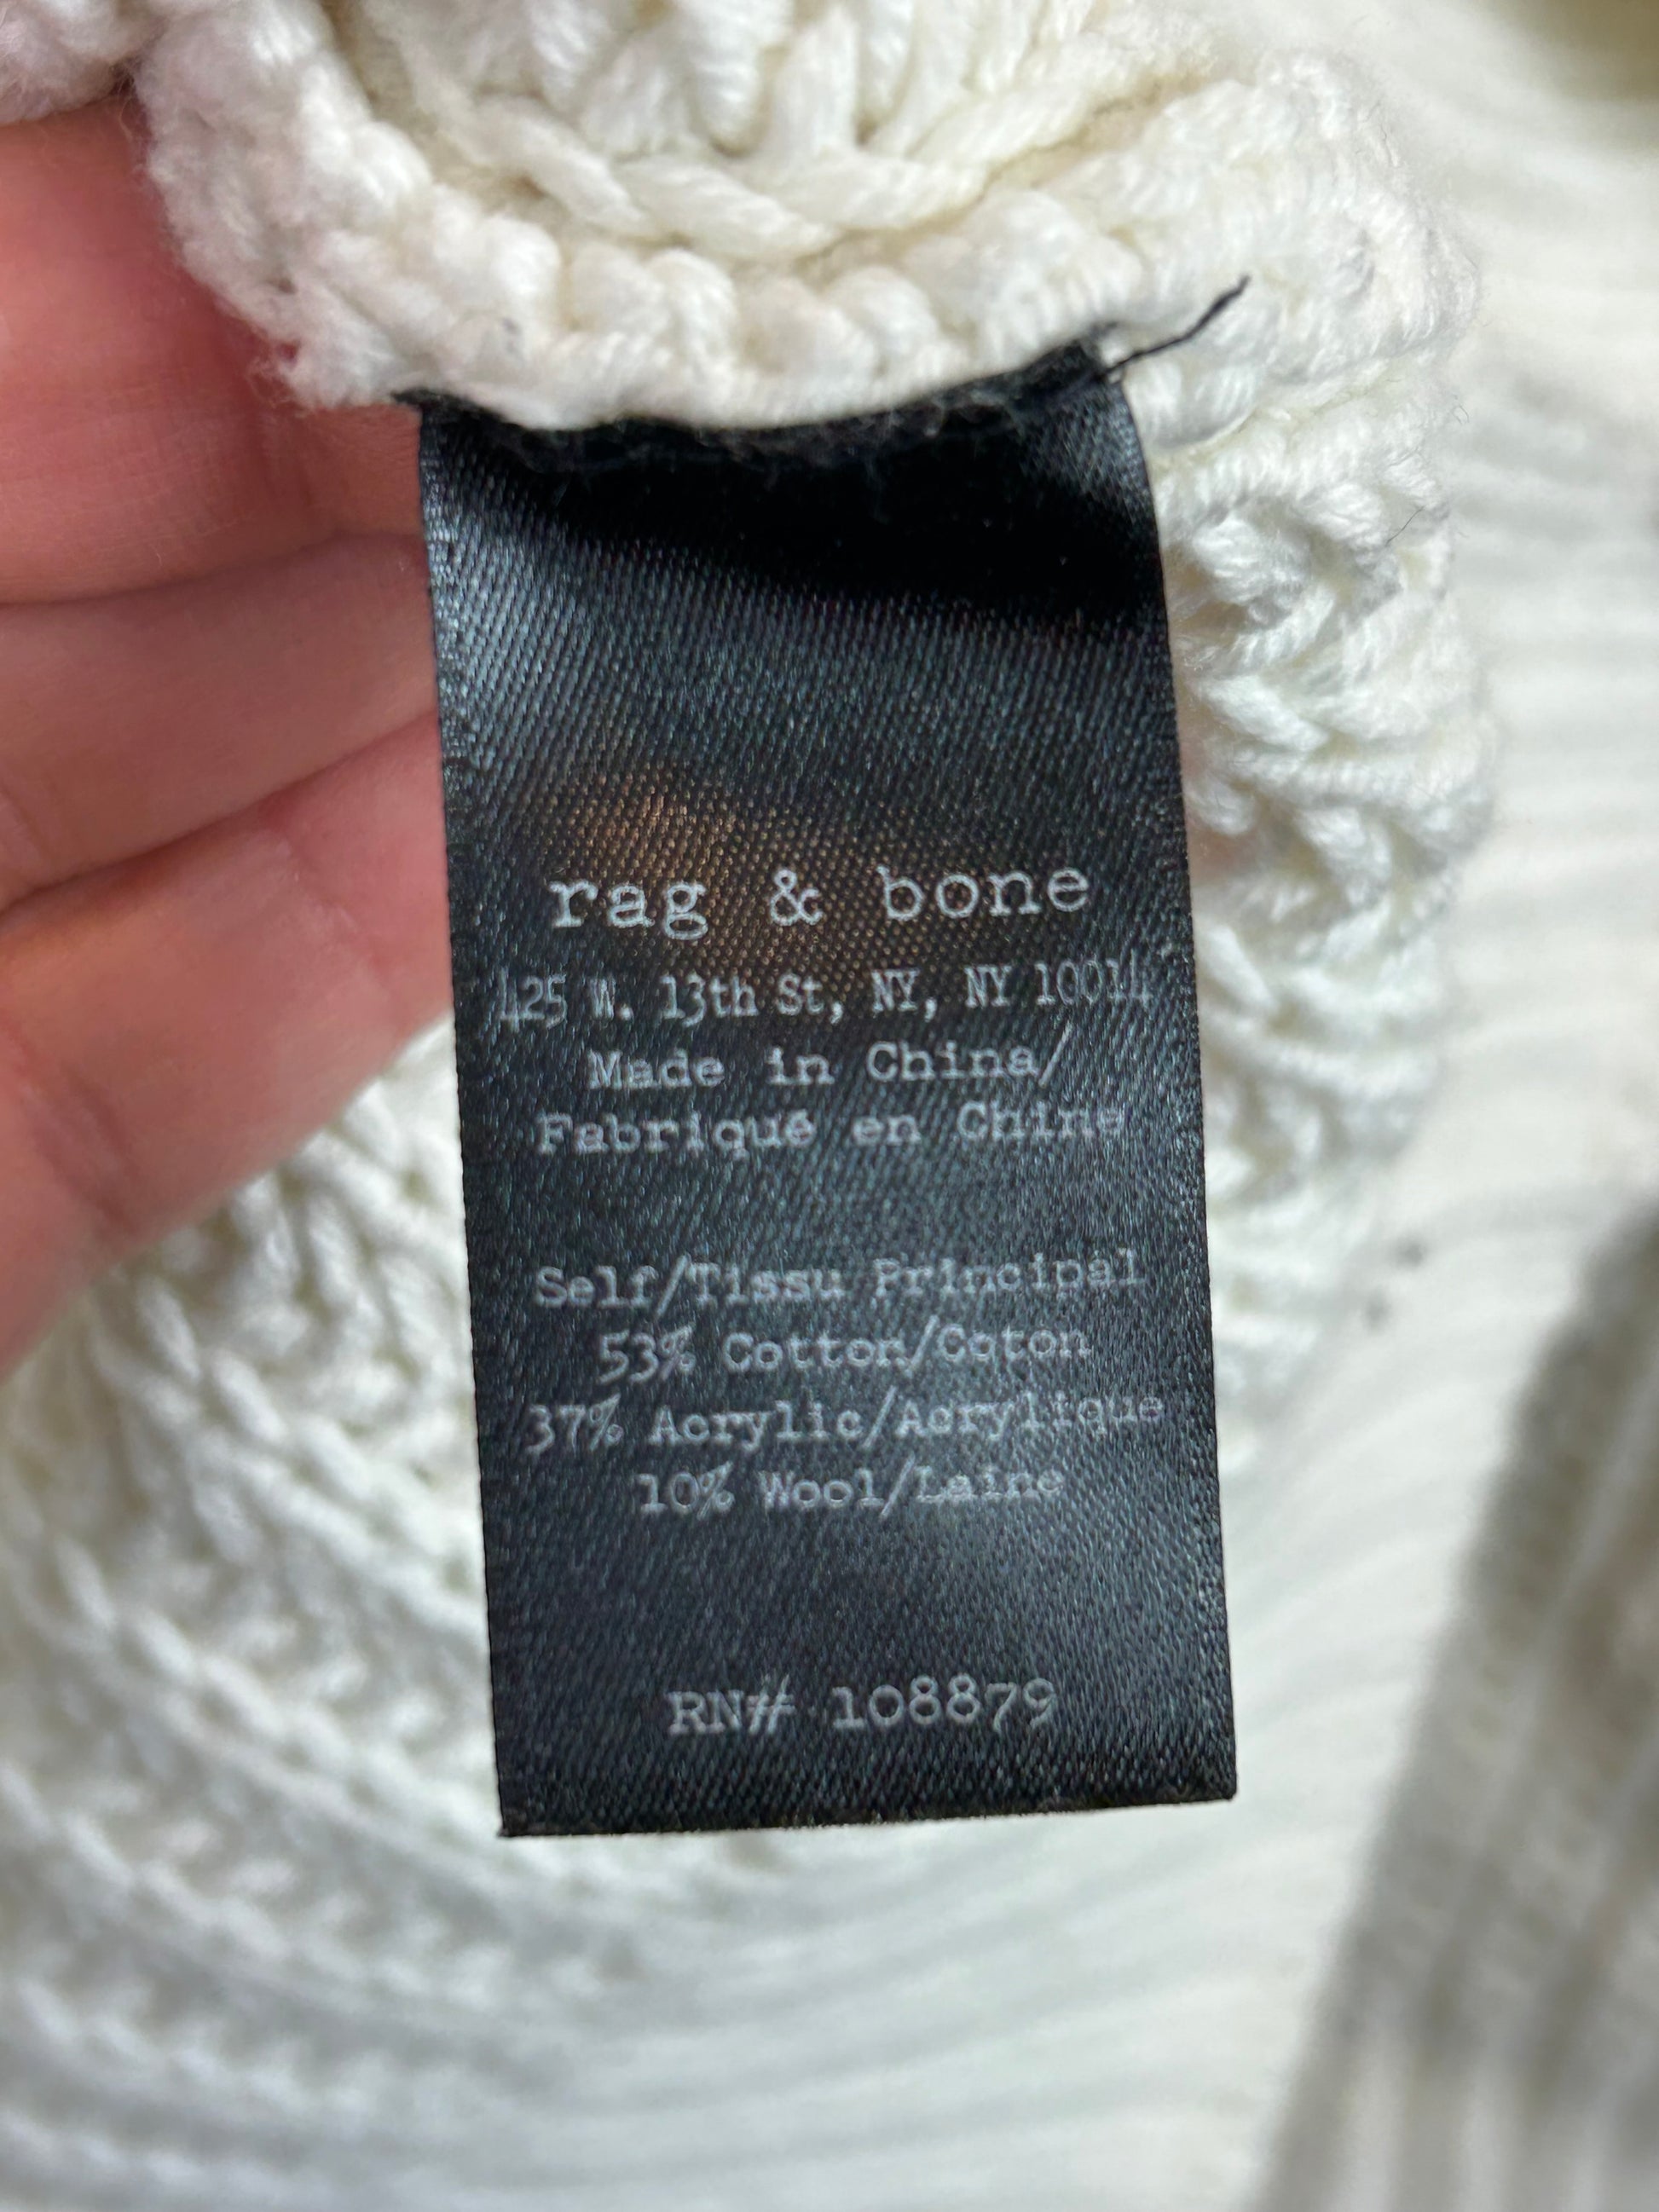 rag & bone
425 W. 13th St, NY, NY 10014
Made in China/
Fabriqué en Chine
Self/Tissu Principal
53% Cotton/Coton
37% Acrylic/Acrylique
10% Wool/Laine
RN# 108879